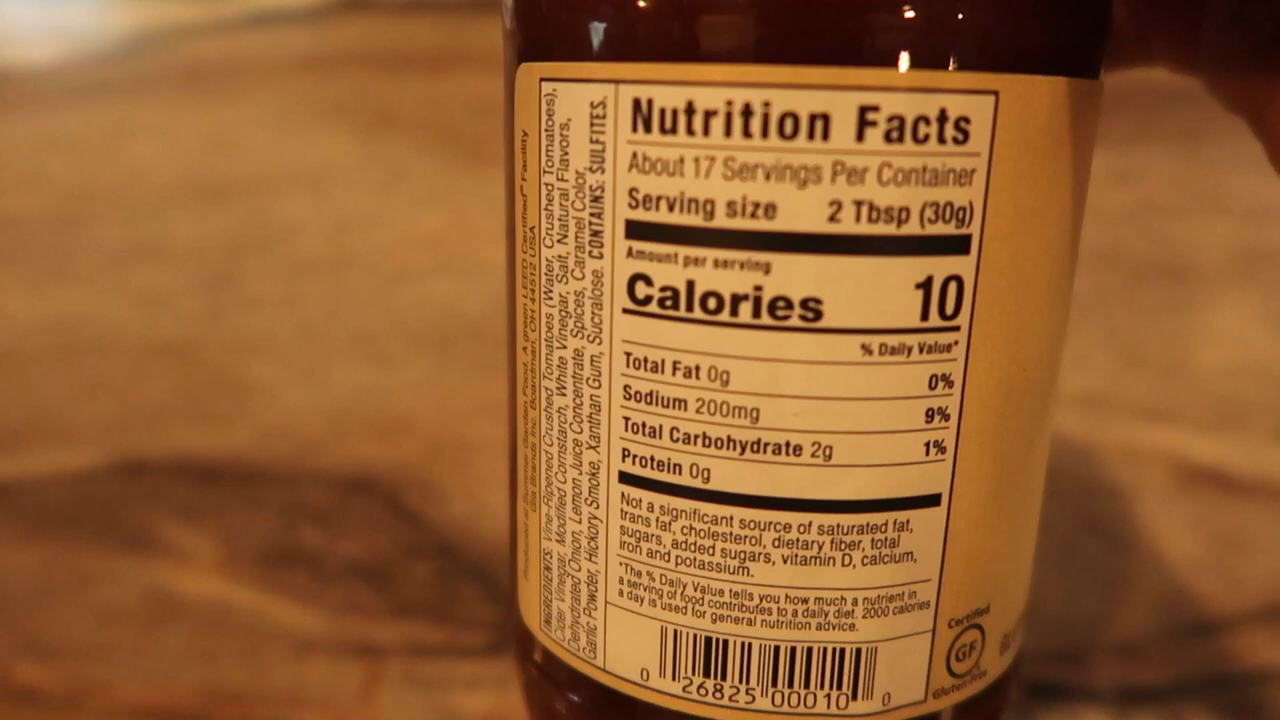 Produced at Summer Garden Food, A green LEED Certified™ Facility
Gia Brands Inc. Boardman, OH 44512 USA
INGREDIENTS: Vine-Ripened Crushed Tomatoes (Water, Crushed Tomatoes),
Cider Vinegar, Modified Cornstarch, White Vinegar, Salt, Natural Flavors,
Dehydrated Onion, Lemon Juice Concentrate, Spices, Caramel Color,
Garlic Powder, Hickory Smoke, Xanthan Gum, Sucralose. CONTAINS: SULFITES.
Nutrition Facts
About 17 Servings Per Container
Serving size 2 Tbsp (30g)
Amount per serving
Calories 10
% Daily Value*
Total Fat 0g 0%
Sodium 200mg 9%
Total Carbohydrate 2g 1%
Protein 0g
Not a significant source of saturated fat,
trans fat, cholesterol, dietary fiber, total
sugars, added sugars, vitamin D, calcium,
iron and potassium.
*The % Daily Value tells you how much a nutrient in
a serving of food contributes to a daily diet. 2000 calories
a day is used for general nutrition advice.
0 26825 00010 0
Certified
GF
Gluten-Free